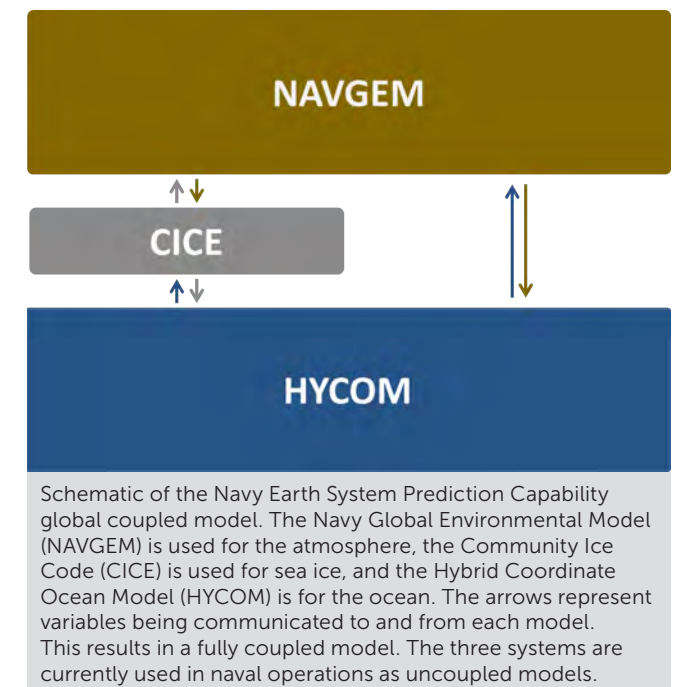 NAVGEM
CICE
HYCOM
Schematic of the Navy Earth System Prediction Capability
global coupled model. The Navy Global Environmental Model
(NAVGEM) is used for the atmosphere, the Community Ice
Code (CICE) is used for sea ice, and the Hybrid Coordinate
Ocean Model (HYCOM) is for the ocean. The arrows represent
variables being communicated to and from each model.
This results in a fully coupled model. The three systems are
currently used in naval operations as uncoupled models.